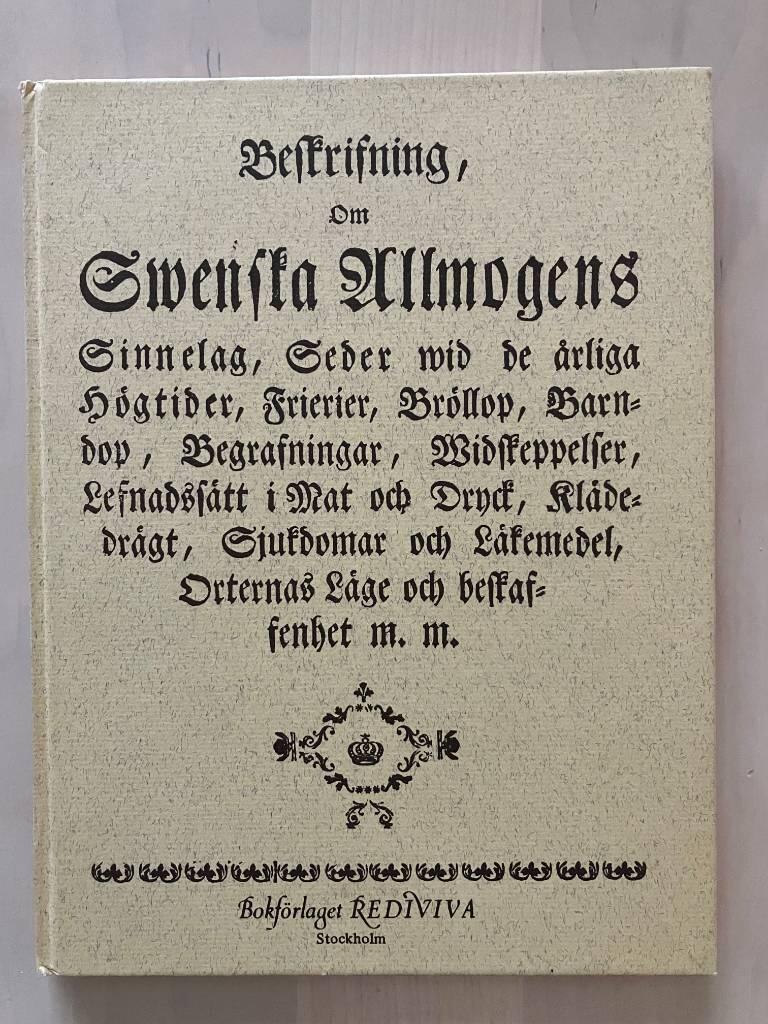 Beskrifning,
Om
Swenska Allmogens
Sinnelag, Seder wid de årliga
Högtider, Frierier, Bröllop, Barn-
dop, Begrafningar, Widskeppelser,
Lefnadssätt i Mat och Dryck, Kläde-
drägt, Sjukdomar och Läkemedel,
Orternas Läge och beskaf-
fenhet m. m.
Bokförlaget REDIVIVA
Stockholm